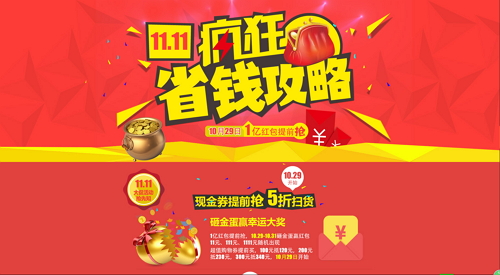 11.11
疯狂
省钱攻略
10月29日 1亿红包提前抢
¥
10.29
开始
11.11
现金券提前抢 5折扫货
砸金蛋赢幸运大奖
1亿红包提前抢，10.29-10.31砸金蛋赢红包
11元，111元，1111元随机出现
超值购物券提前买，100元抵120元，200元
抵230元，300元抵340元，10月29日开始
¥